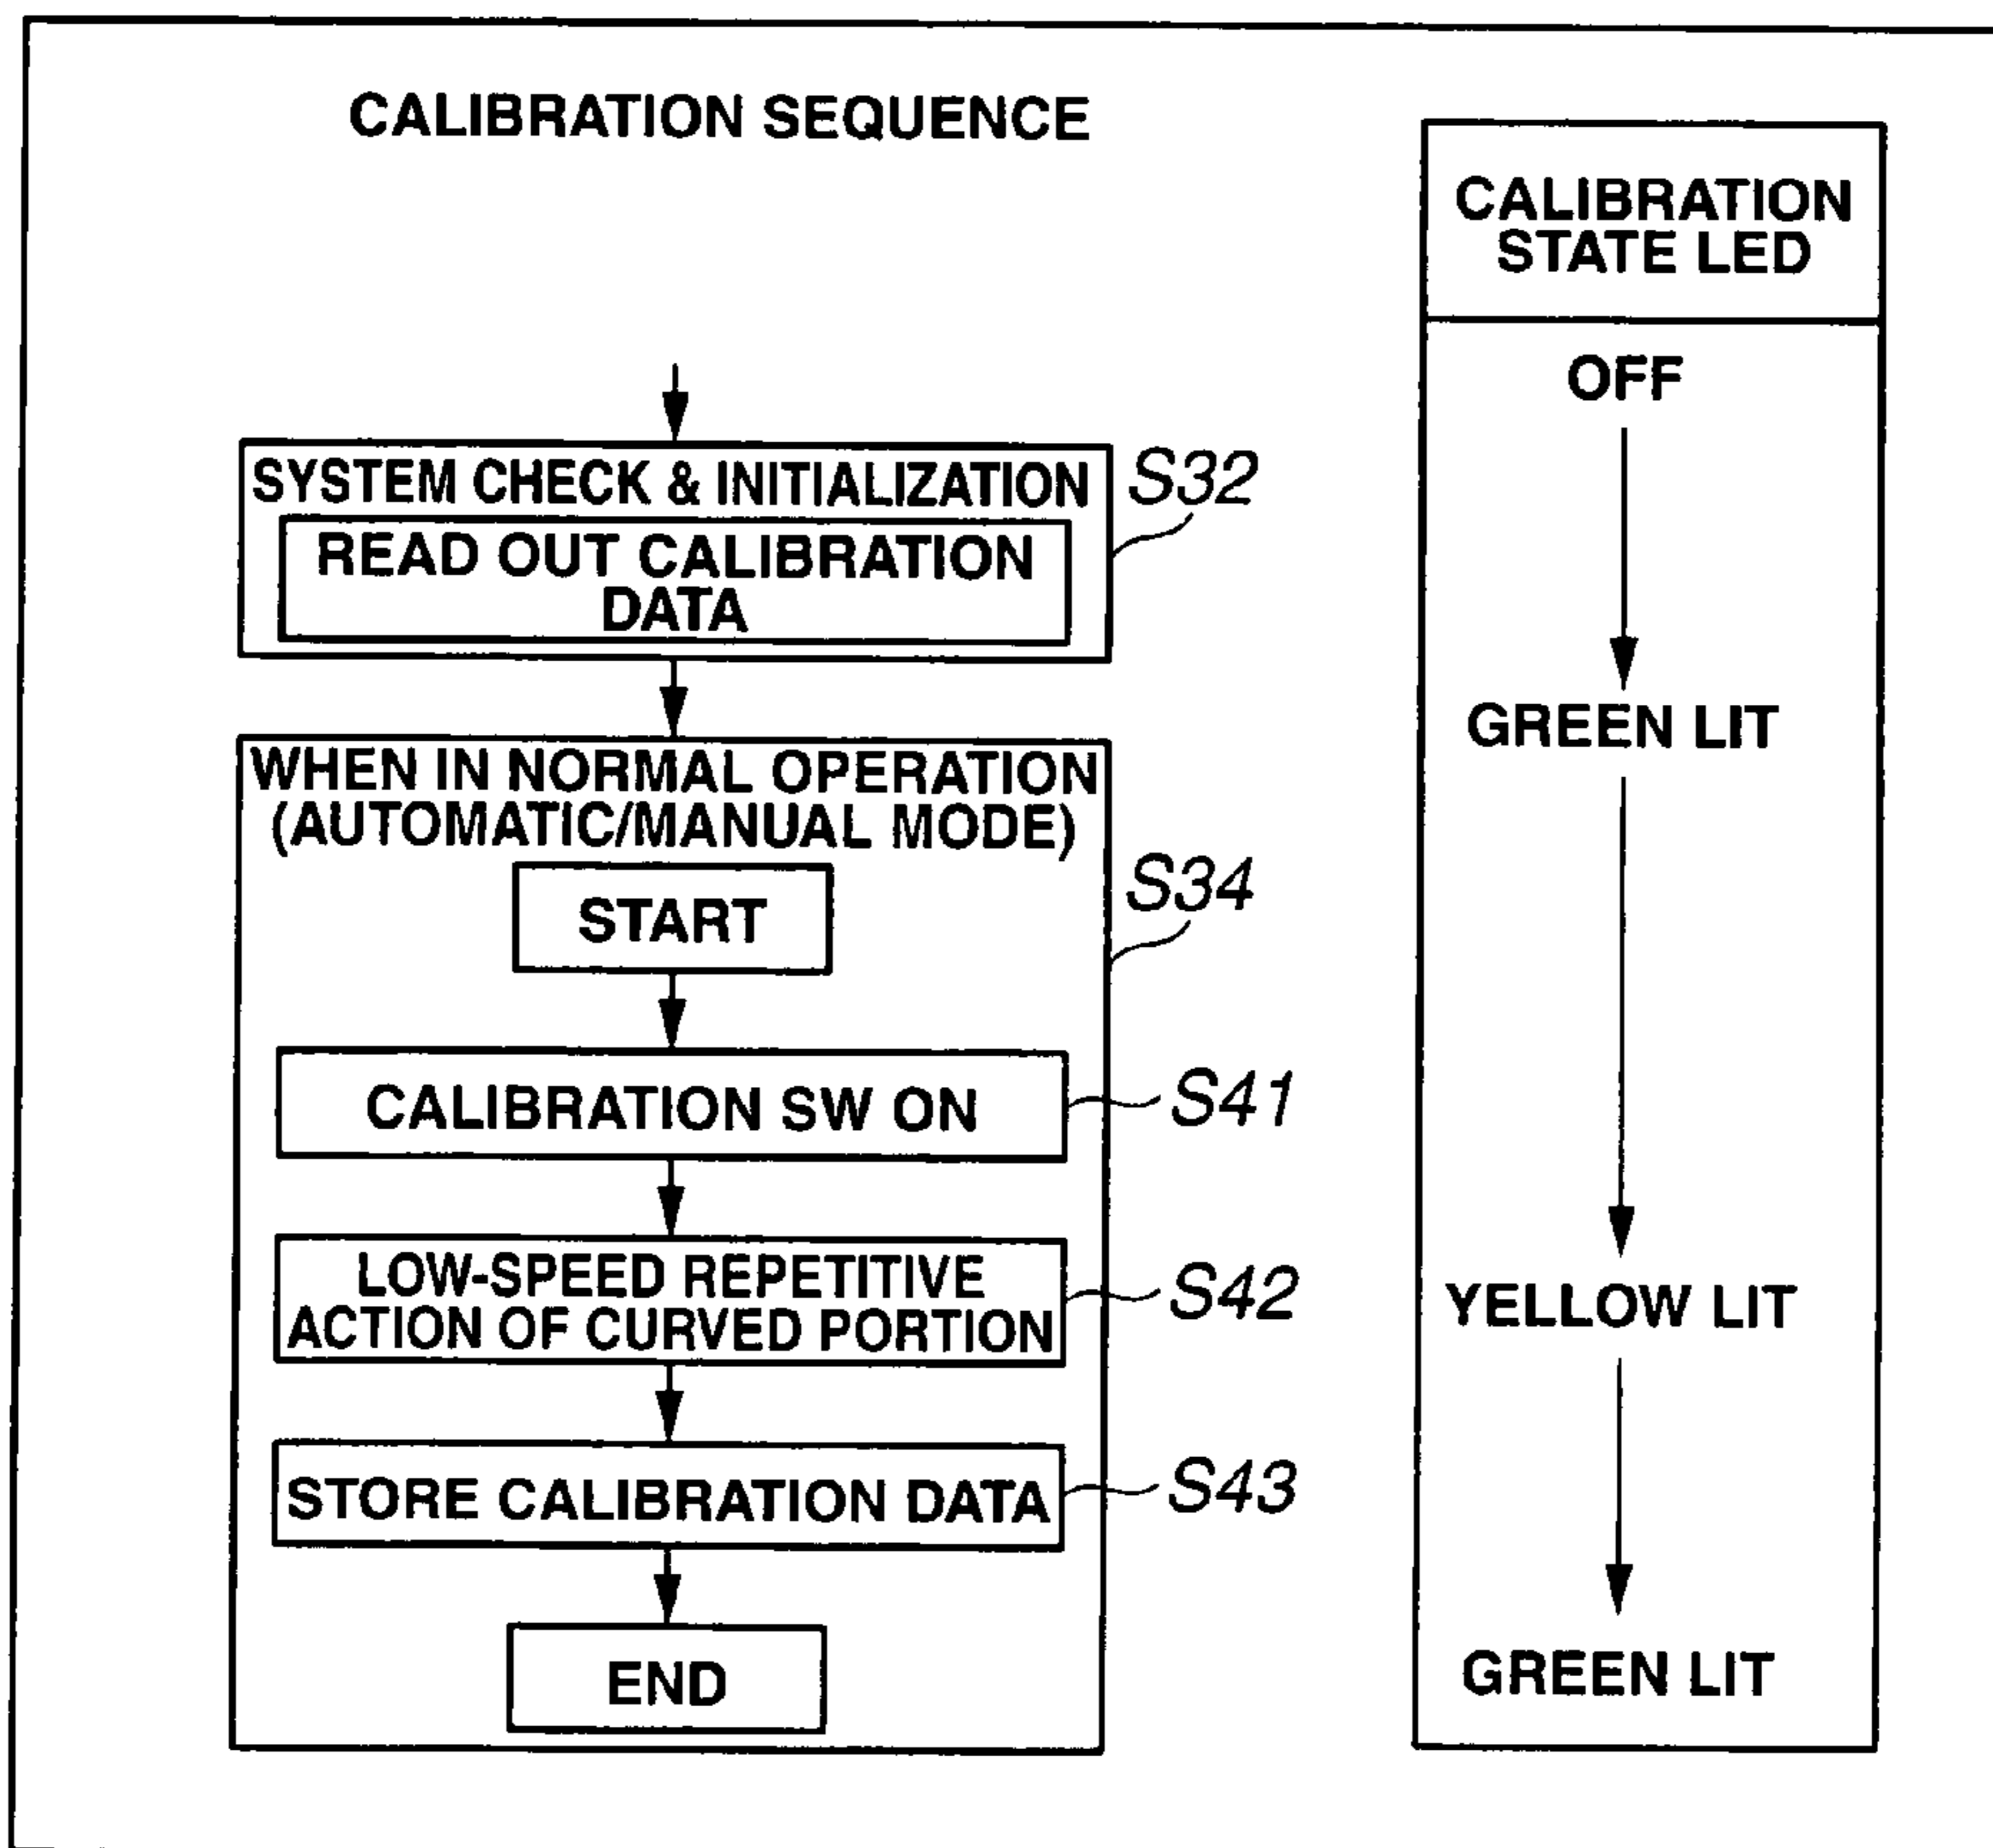 CALIBRATION SEQUENCE
SYSTEM CHECK & INITIALIZATION
S32
READ OUT CALIBRATION
DATA
WHEN IN NORMAL OPERATION
(AUTOMATIC/MANUAL MODE)
S34
START
CALIBRATION SW ON
S41
LOW-SPEED REPETITIVE
ACTION OF CURVED PORTION
S42
STORE CALIBRATION DATA
S43
END
CALIBRATION
STATE LED
OFF
GREEN LIT
YELLOW LIT
GREEN LIT